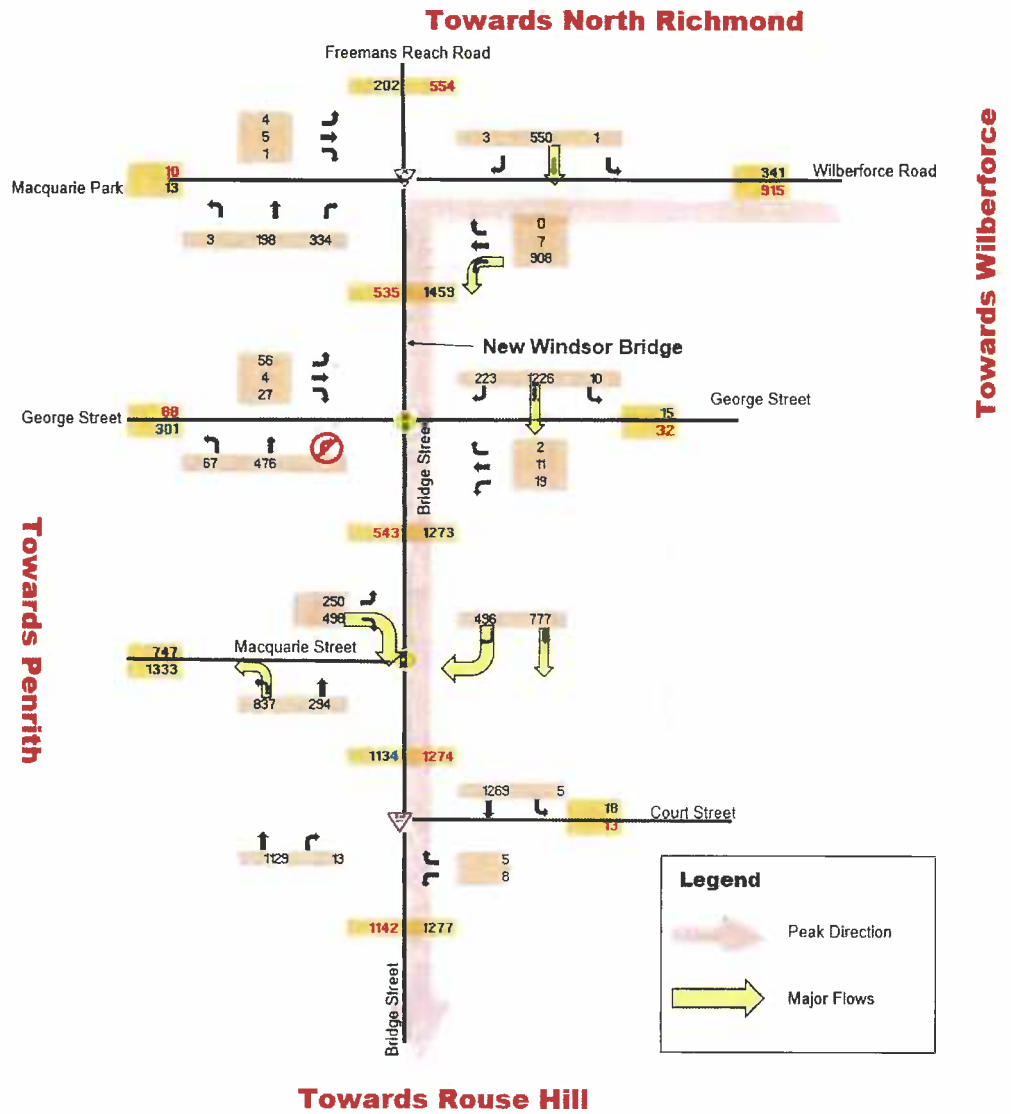 Towards North Richmond
Freemans Reach Road
202 554
4
5
1
3 550 1
10
13
Macquarie Park
341
915
Wilberforce Road
3 198 334
0
7
908
535 1459
Towards Wilberforce
New Windsor Bridge
56
4
27
223 1226 10
George Street
68
301
15
32
George Street
67 476
2
11
19
Bridge Street
543 1273
Towards Penrith
250
498
496 777
Macquarie Street
747
1333
837 294
1134 1274
1269 5
18
13
Court Street
1129 13
5
8
1142 1277
Bridge Street
Legend
Peak Direction
Major Flows
Towards Rouse Hill